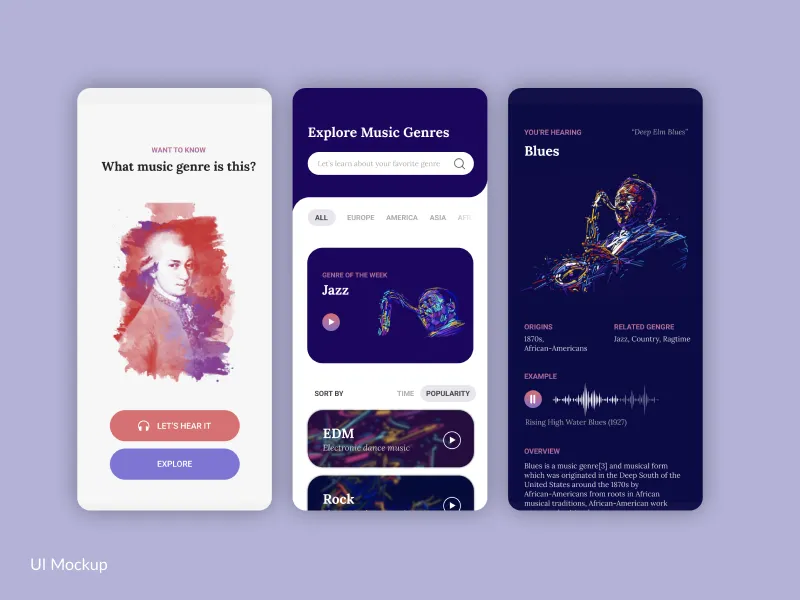 WANT TO KNOW
What music genre is this?
LET'S HEAR IT
EXPLORE
Explore Music Genres
Let's learn about your favorite genre
ALL EUROPE AMERICA ASIA AFR
GENRE OF THE WEEK
Jazz
SORT BY TIME POPULARITY
EDM
Electronic dance music
Rock
YOU'RE HEARING "Deep Elm Blues"
Blues
ORIGINS
1870s,
African-Americans
RELATED GENGRE
Jazz, Country, Ragtime
EXAMPLE
Rising High Water Blues (1927)
OVERVIEW
Blues is a music genre[3] and musical form
which was originated in the Deep South of the
United States around the 1870s by
African-Americans from roots in African
musical traditions, African-American work
UI Mockup